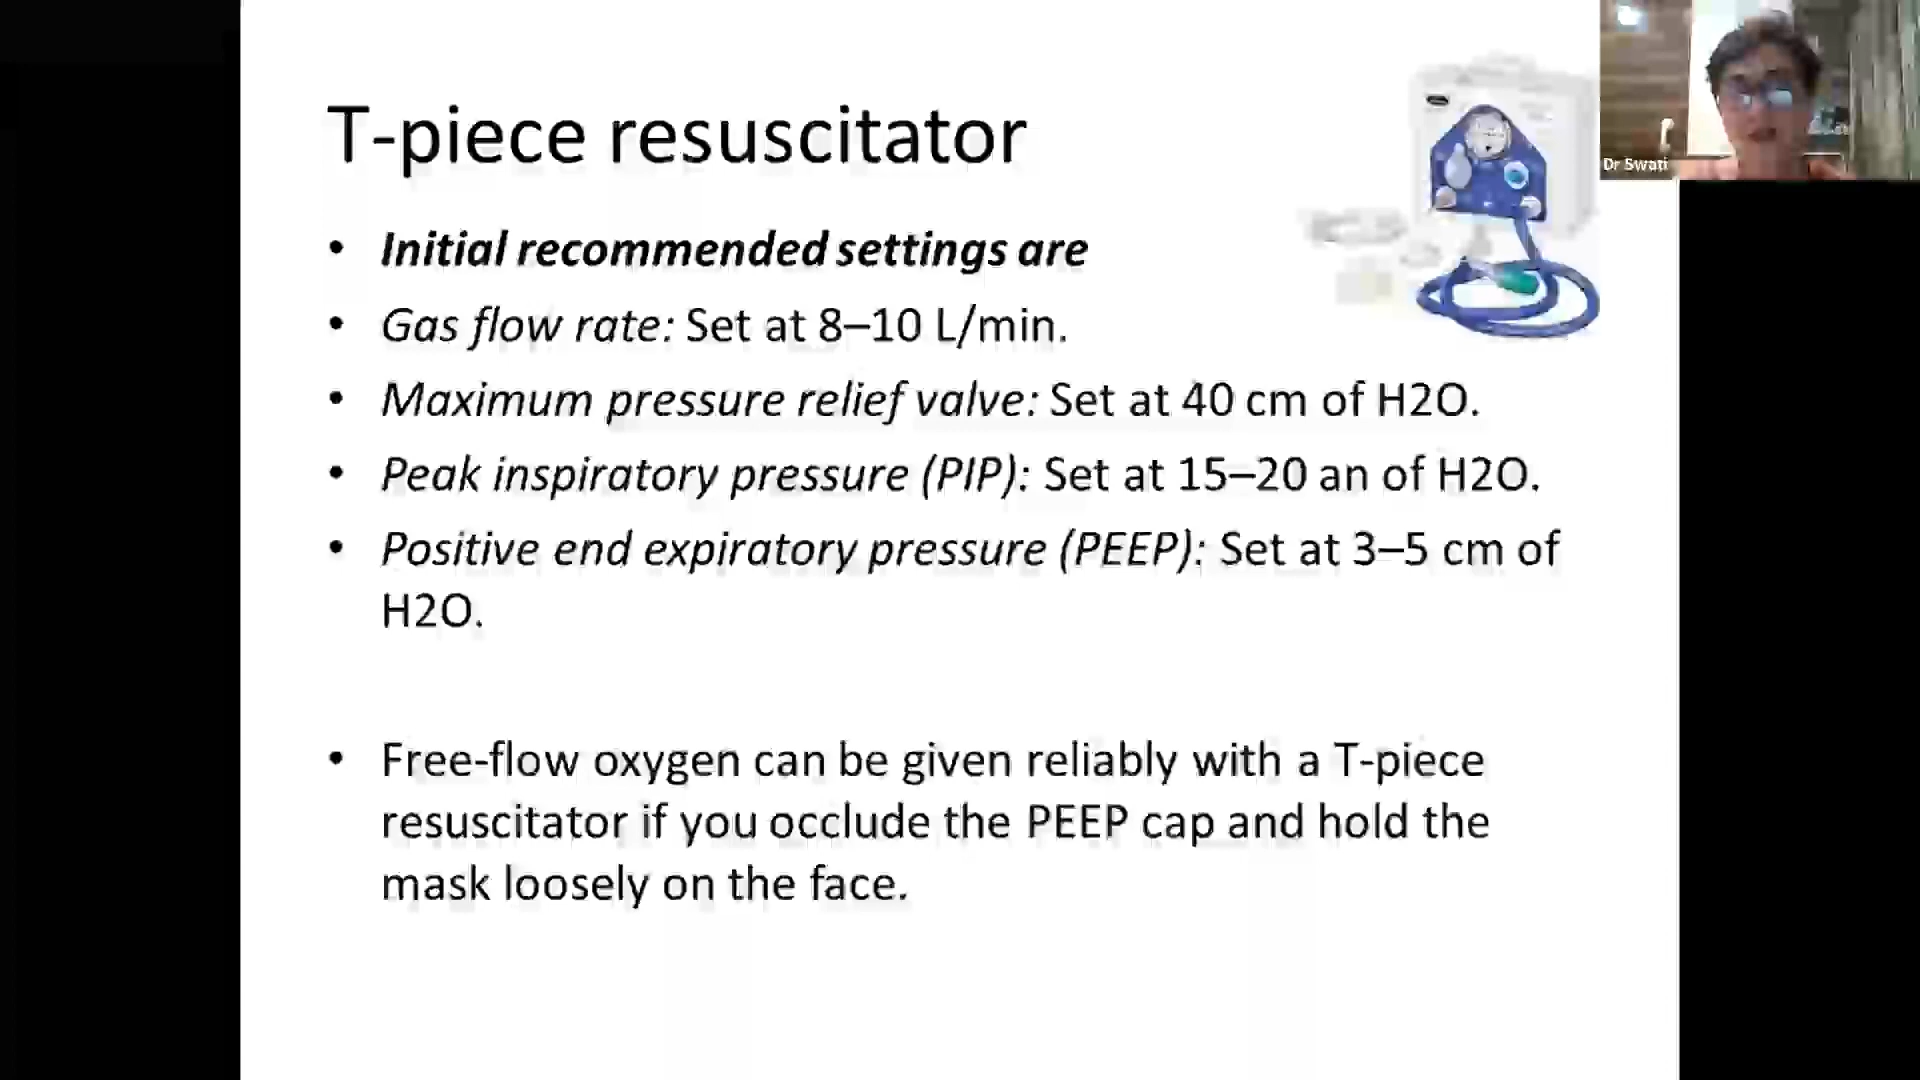 T-piece resuscitator
• Initial recommended settings are
• Gas flow rate: Set at 8–10 L/min.
• Maximum pressure relief valve: Set at 40 cm of H2O.
• Peak inspiratory pressure (PIP): Set at 15–20 an of H2O.
• Positive end expiratory pressure (PEEP): Set at 3–5 cm of
H2O.
• Free-flow oxygen can be given reliably with a T-piece
resuscitator if you occlude the PEEP cap and hold the
mask loosely on the face.
Dr Swati